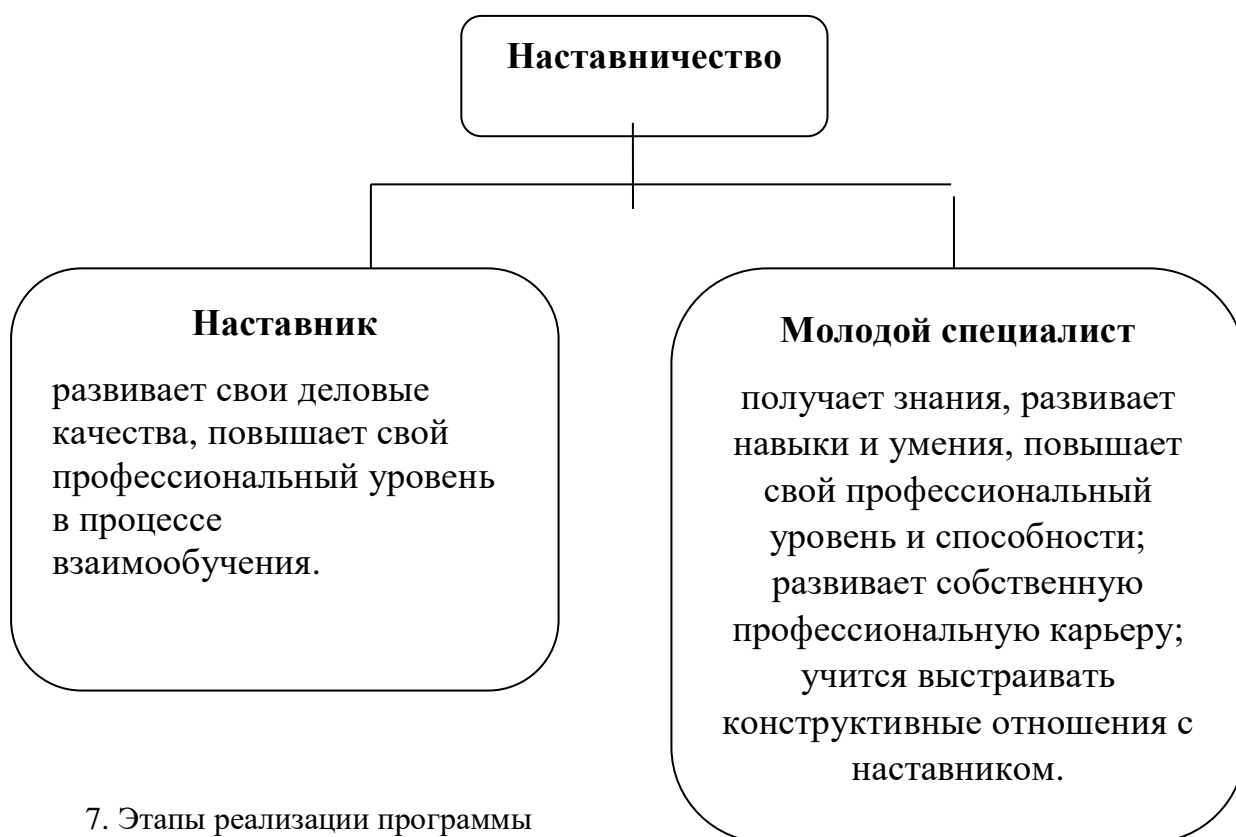 Наставничество
Наставник
развивает свои деловые
качества, повышает свой
профессиональный уровень
в процессе
взаимообучения.
Молодой специалист
получает знания, развивает
навыки и умения, повышает
свой профессиональный
уровень и способности;
развивает собственную
профессиональную карьеру;
учится выстраивать
конструктивные отношения с
наставником.
7. Этапы реализации программы